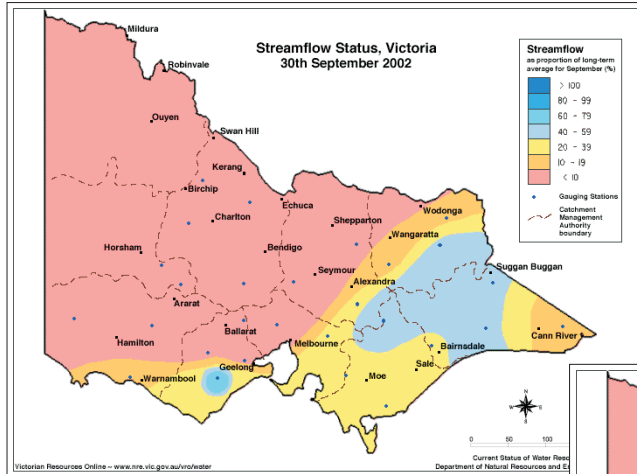 Streamflow Status, Victoria
30th September 2002
Streamflow
as proportion of long-term
average for September (%)
> 100
80 - 99
60 - 79
40 - 59
20 - 39
10 - 19
< 10
Gauging Stations
Catchment
Management
Authority
boundary
Mildura
Robinvale
Ouyen
Swan Hill
Kerang
Birchip
Echuca
Charlton
Shepparton
Wodonga
Wangaratta
Horsham
Bendigo
Seymour
Suggan Buggan
Alexandra
Ararat
Ballarat
Hamilton
Melbourne
Bairnsdale
Cann River
Geelong
Sale
Warnambool
Moe
N
W
E
S
0
50
100
Current Status of Water
Victorian Resources Online – www.nre.vic.gov.au/vro/water
Department of Natural Resources and